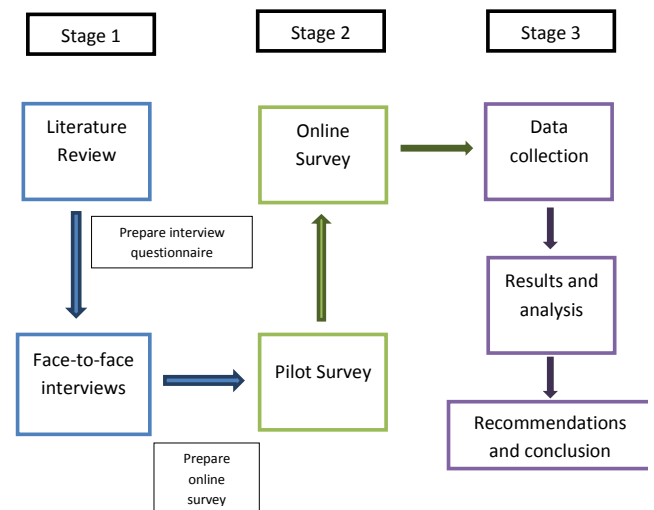 Stage 1
Stage 2
Stage 3
Literature
Review
Online
Survey
Data
collection
Prepare interview
questionnaire
Results and
analysis
Face-to-face
interviews
Pilot Survey
Recommendations
and conclusion
Prepare
online
survey